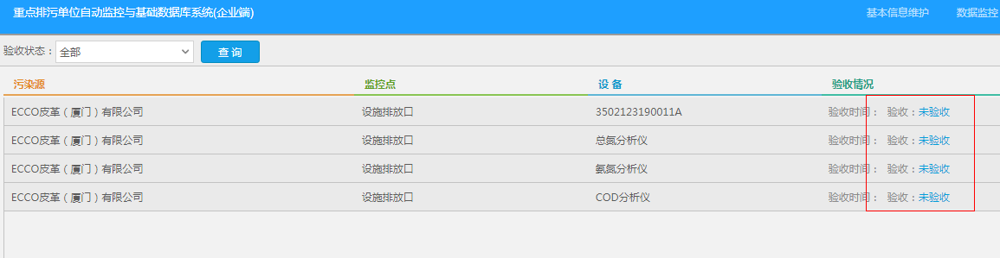 重点排污单位自动监控与基础数据库系统(企业端) 基本信息维护 数据监控
验收状态： 全部 查 询
污染源 监控点 设 备 验收情况
ECCO皮革（厦门）有限公司 设施排放口 3502123190011A 验收时间： 验收：未验收
ECCO皮革（厦门）有限公司 设施排放口 总氮分析仪 验收时间： 验收：未验收
ECCO皮革（厦门）有限公司 设施排放口 氨氮分析仪 验收时间： 验收：未验收
ECCO皮革（厦门）有限公司 设施排放口 COD分析仪 验收时间： 验收：未验收